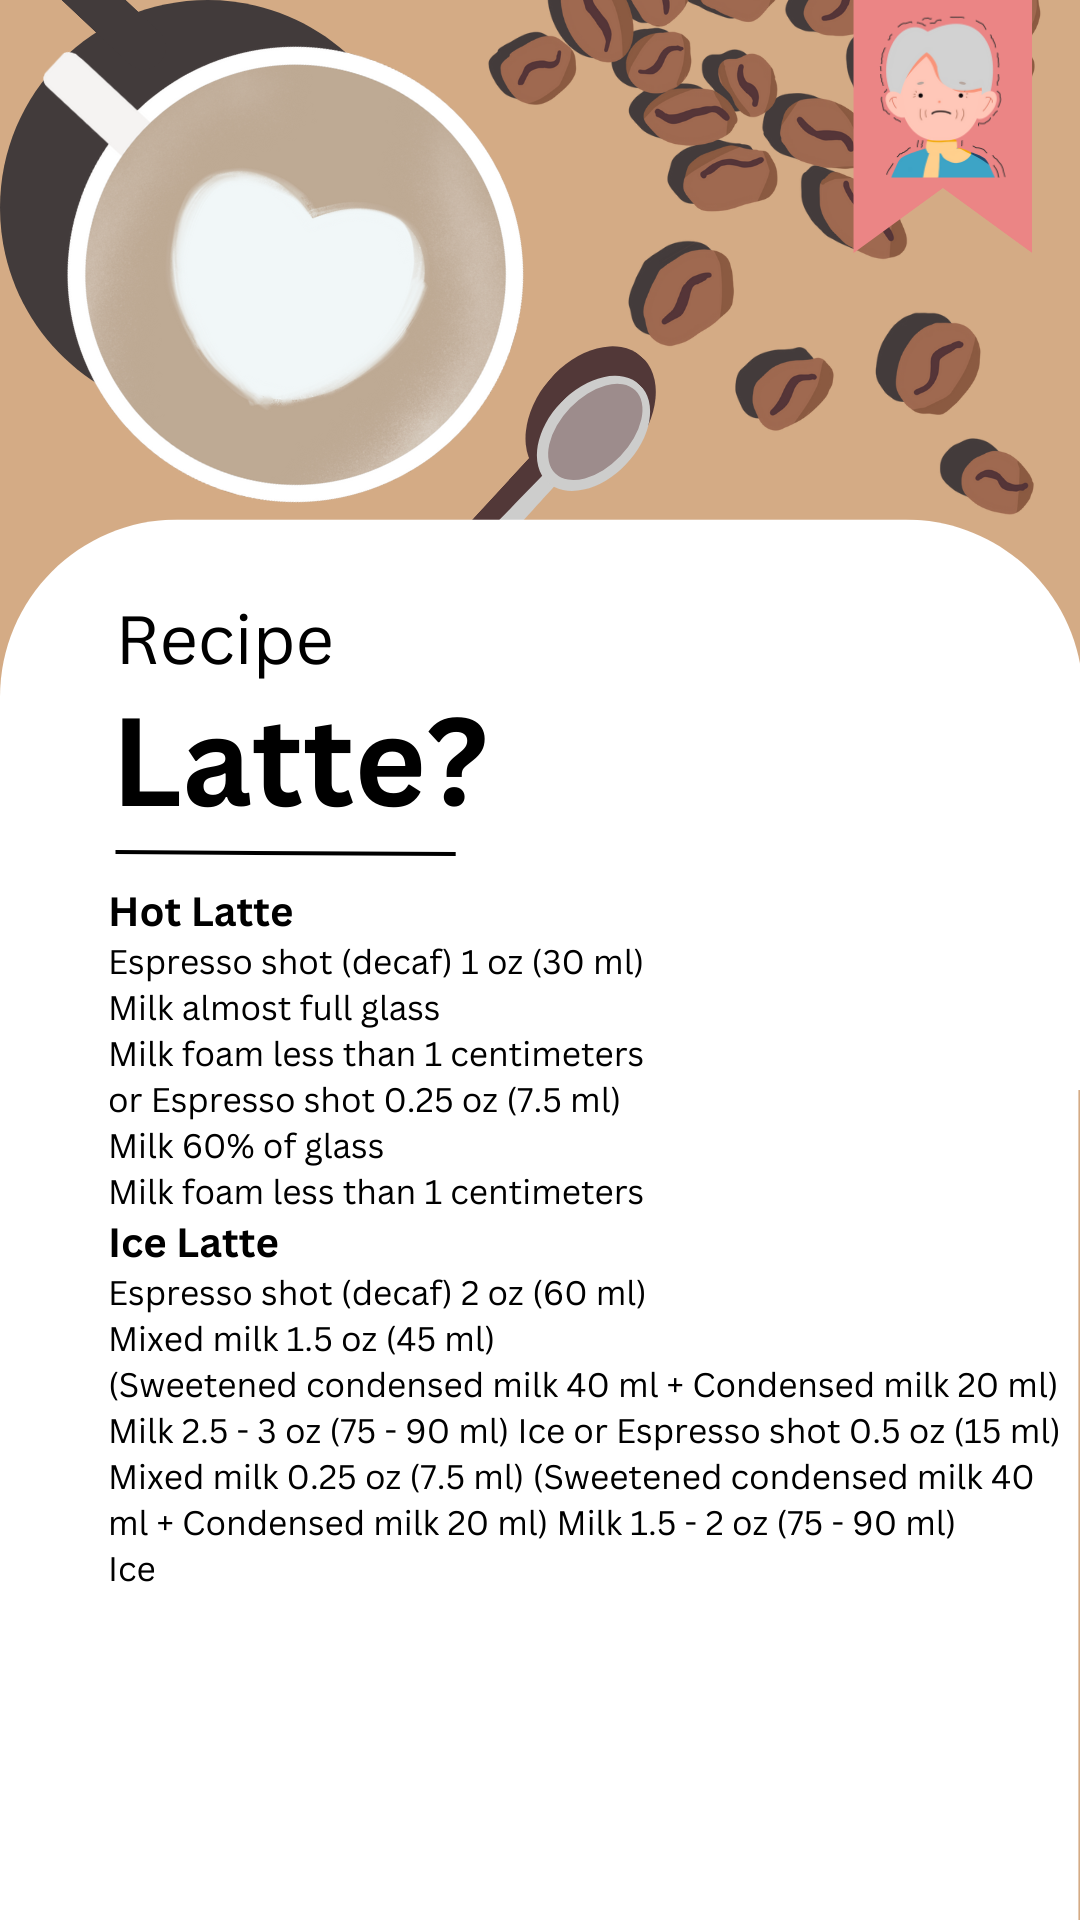 Recipe
Latte?
Hot Latte
Espresso shot (decaf) 1 oz (30 ml)
Milk almost full glass
Milk foam less than 1 centimeters
or Espresso shot 0.25 oz (7.5 ml)
Milk 60% of glass
Milk foam less than 1 centimeters
Ice Latte
Espresso shot (decaf) 2 oz (60 ml)
Mixed milk 1.5 oz (45 ml)
(Sweetened condensed milk 40 ml + Condensed milk 20 ml)
Milk 2.5 - 3 oz (75 - 90 ml) Ice or Espresso shot 0.5 oz (15 ml)
Mixed milk 0.25 oz (7.5 ml) (Sweetened condensed milk 40
ml + Condensed milk 20 ml) Milk 1.5 - 2 oz (75 - 90 ml)
Ice